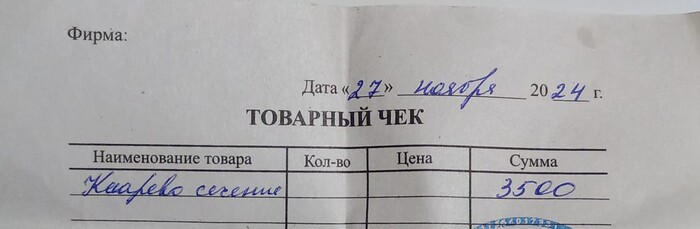 Фирма:
Дата «27» ноября 2024 г.
ТОВАРНЫЙ ЧЕК
Наименование товара Кол-во Цена Сумма
Кесарево сечение 3500